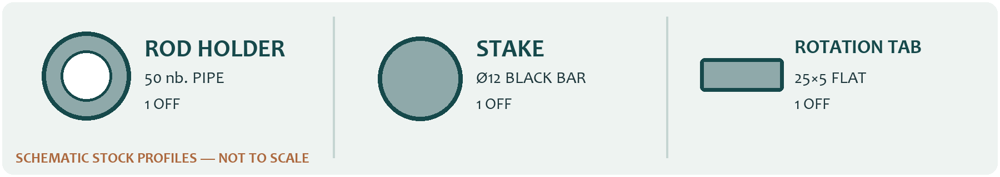 ROD HOLDER
50 nb. PIPE
1 OFF
STAKE
Ø12 BLACK BAR
1 OFF
ROTATION TAB
25×5 FLAT
1 OFF
SCHEMATIC STOCK PROFILES — NOT TO SCALE